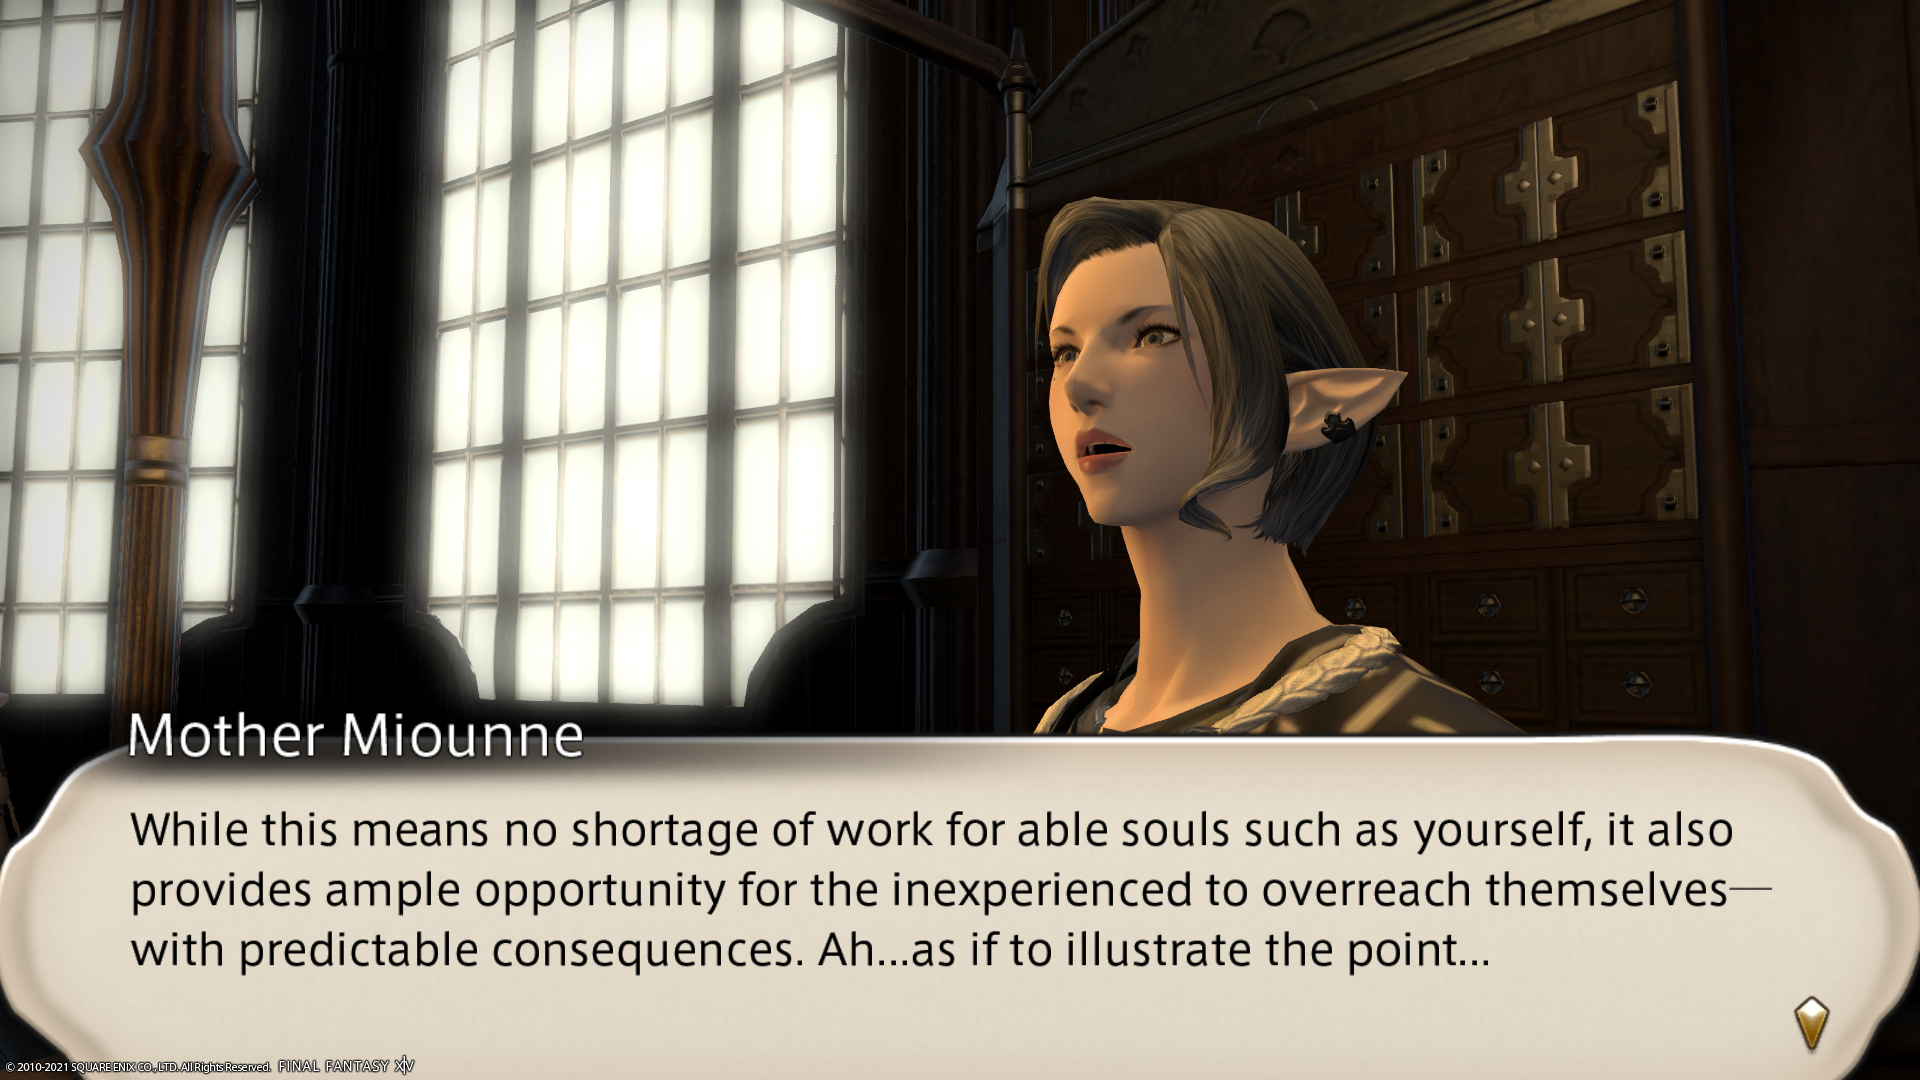 Mother Miounne
While this means no shortage of work for able souls such as yourself, it also
provides ample opportunity for the inexperienced to overreach themselves—
with predictable consequences. Ah...as if to illustrate the point...
© 2010-2021 SQUARE ENIX CO., LTD. All Rights Reserved. FINAL FANTASY XIV